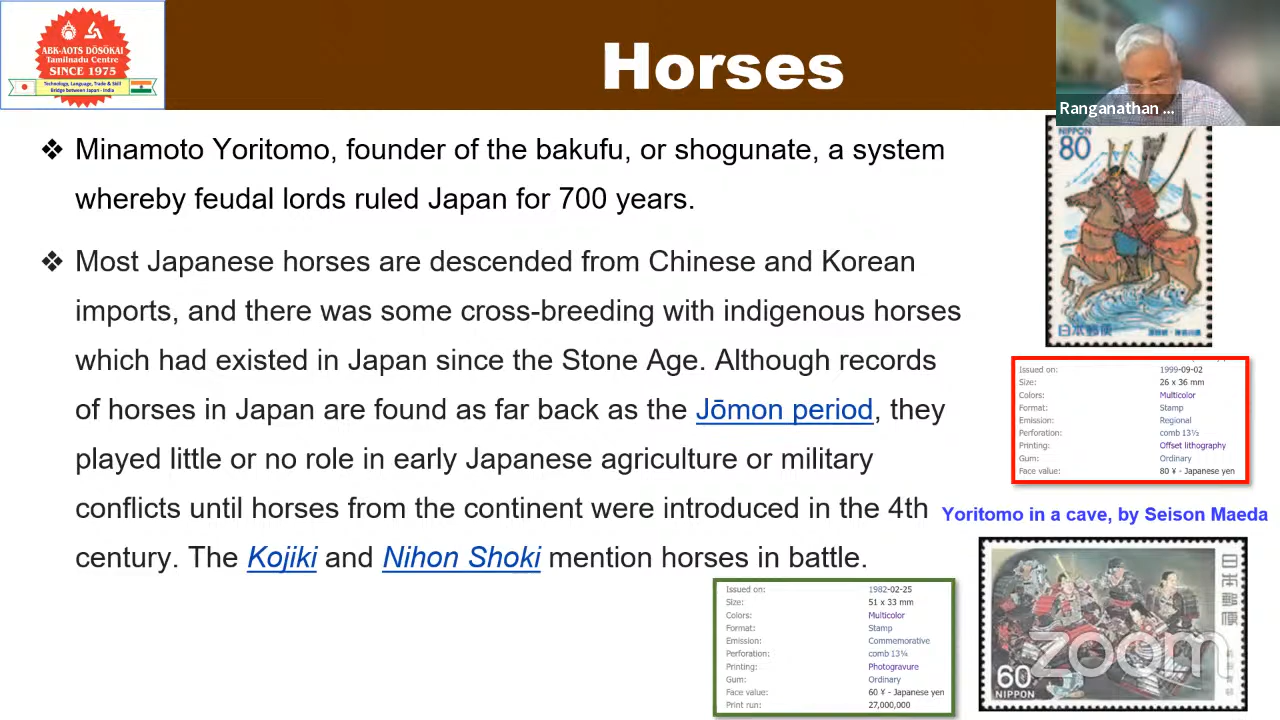 ABK-AOTS DŌSŌKAI
Tamilnadu Centre
SINCE 1975
Technology, Language, Trade & Skill
Bridge between Japan - India
Horses
Ranganathan ...
❖ Minamoto Yoritomo, founder of the bakufu, or shogunate, a system
whereby feudal lords ruled Japan for 700 years.
❖ Most Japanese horses are descended from Chinese and Korean
imports, and there was some cross-breeding with indigenous horses
which had existed in Japan since the Stone Age. Although records
of horses in Japan are found as far back as the Jōmon period, they
played little or no role in early Japanese agriculture or military
conflicts until horses from the continent were introduced in the 4th
century. The Kojiki and Nihon Shoki mention horses in battle.
NIPPON
80
日本郵便
Issued on: 1999-09-02
Size: 26 x 36 mm
Colors: Multicolor
Format: Stamp
Emission: Regional
Perforation: comb 13½
Printing: Offset lithography
Gum: Ordinary
Face value: 80 ¥ - Japanese yen
Yoritomo in a cave, by Seison Maeda
Issued on: 1982-02-25
Size: 51 x 33 mm
Colors: Multicolor
Format: Stamp
Emission: Commemorative
Perforation: comb 13¼
Printing: Photogravure
Gum: Ordinary
Face value: 60 ¥ - Japanese yen
Print run: 27,000,000
日本郵便
60
NIPPON
zoom